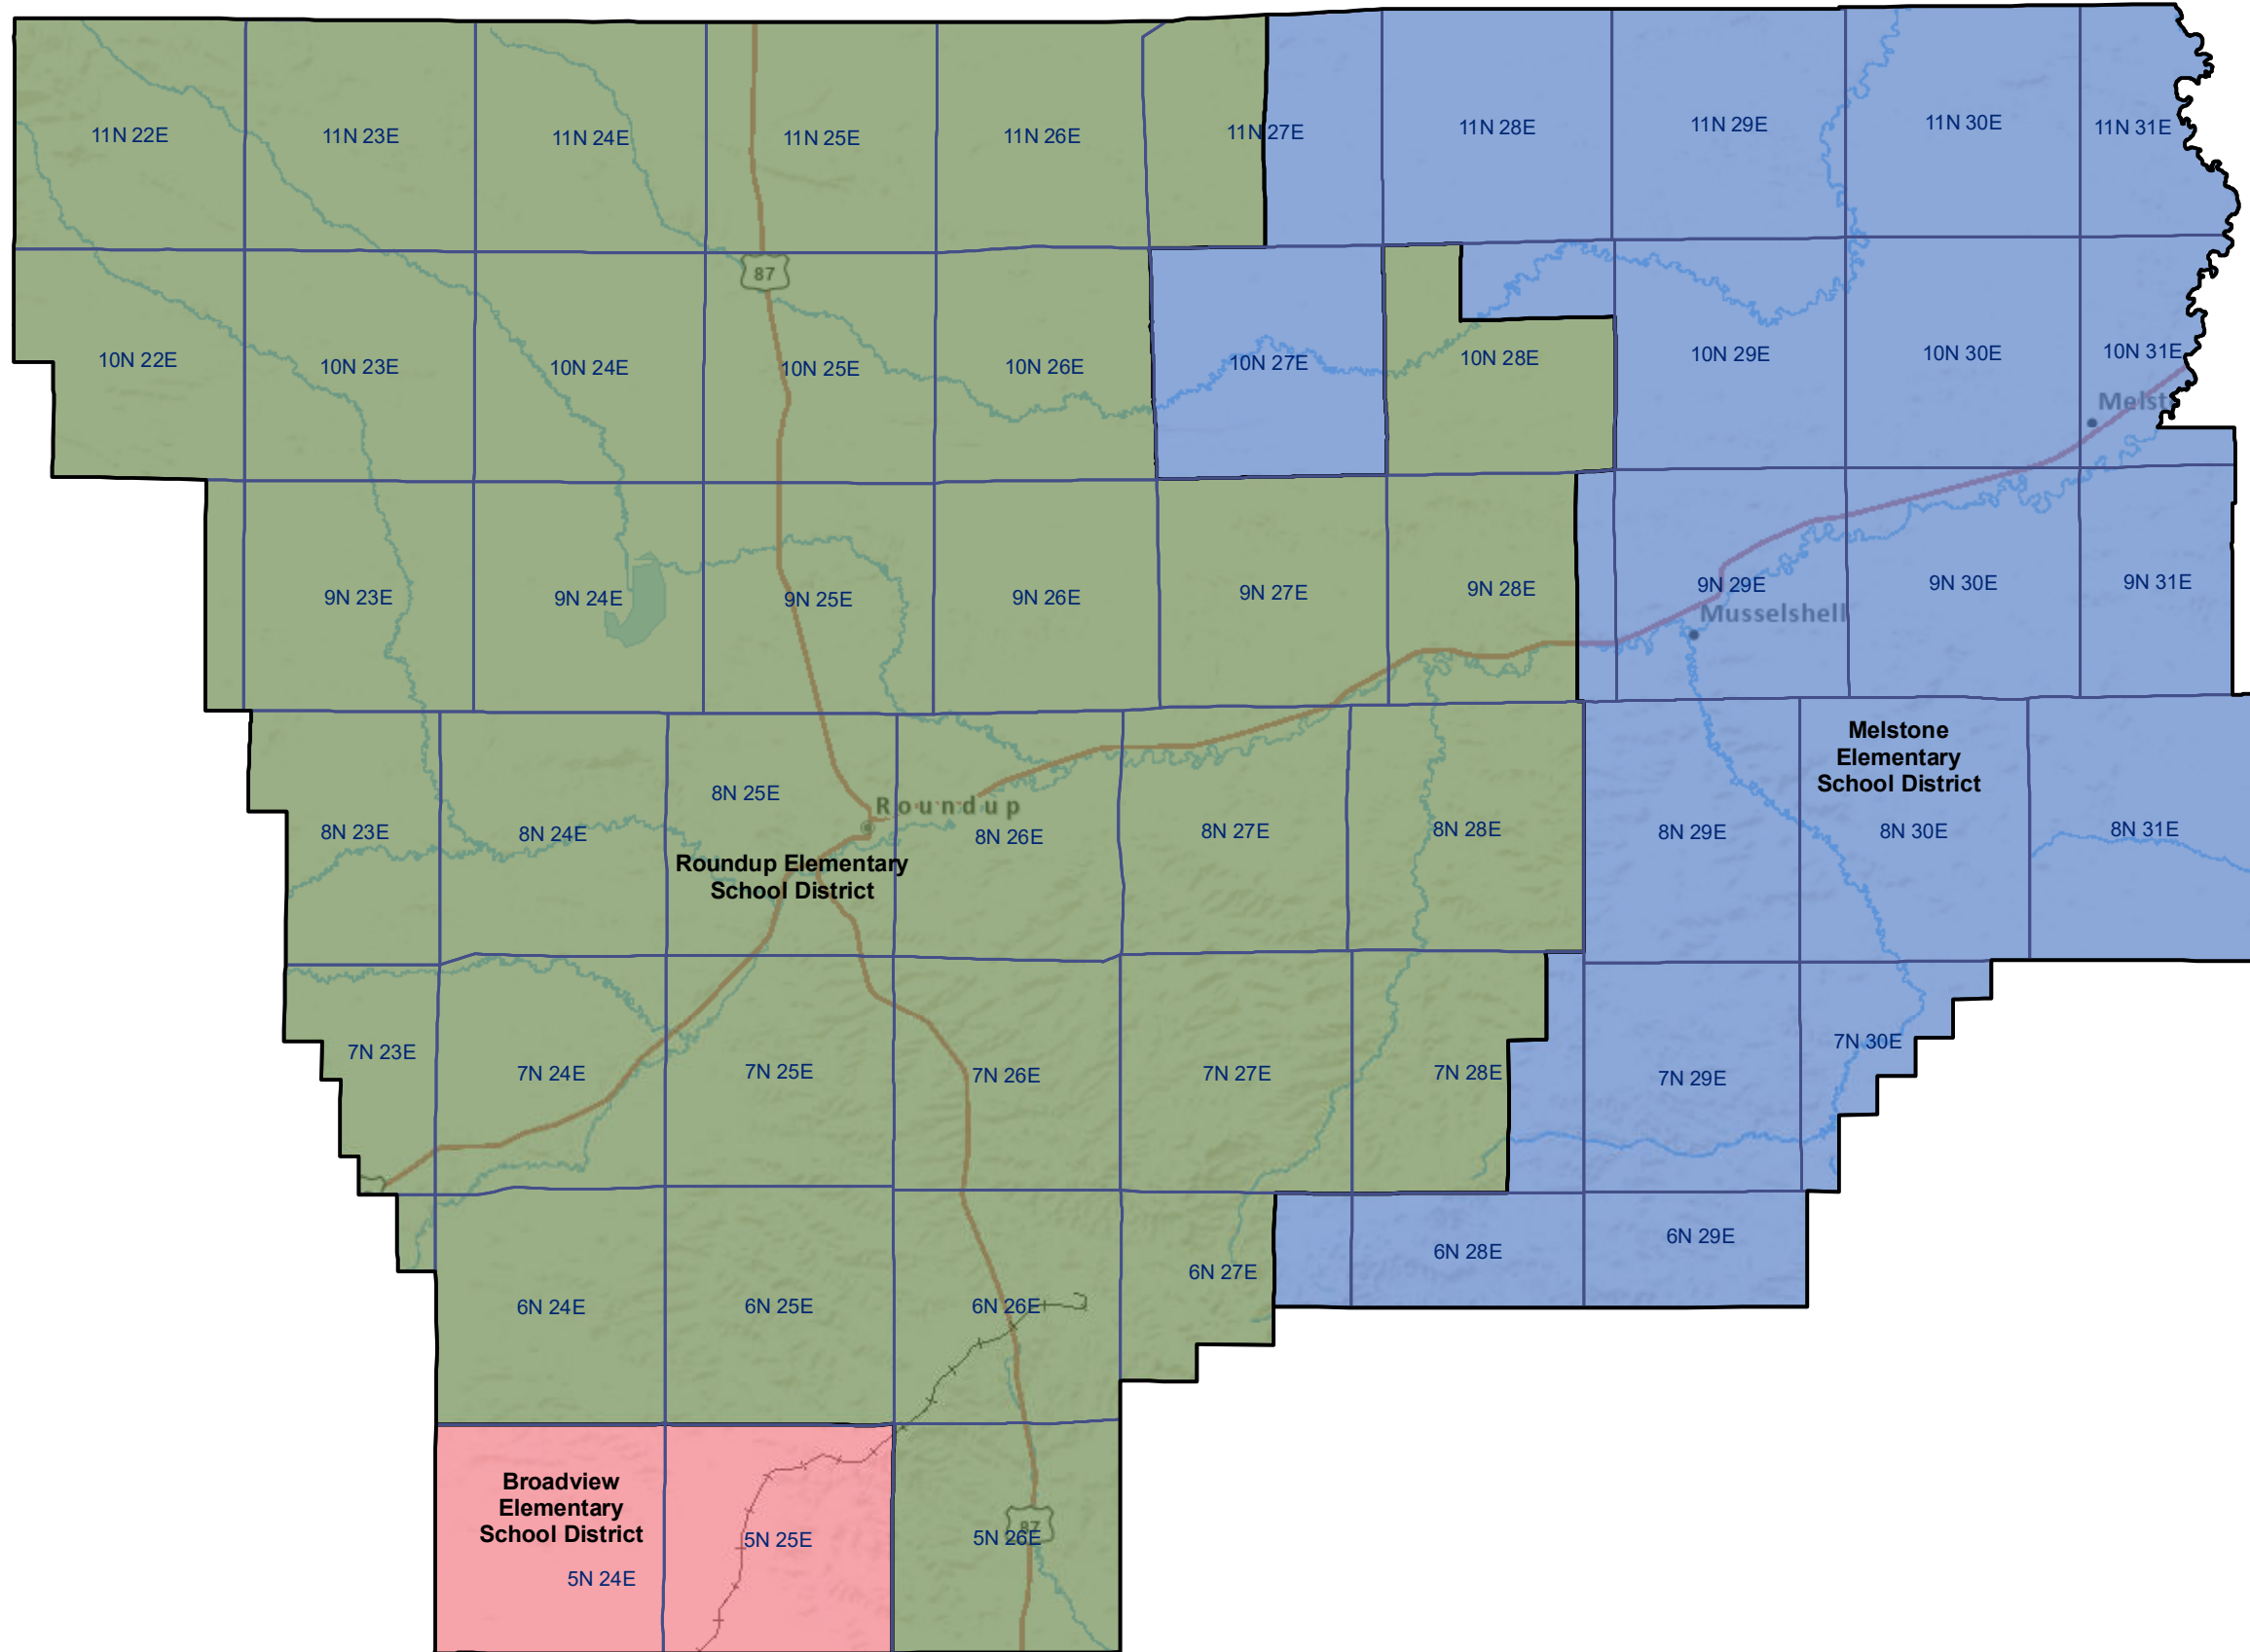 11N 22E
11N 23E
11N 24E
11N 25E
11N 26E
11N 27E
11N 28E
11N 29E
11N 30E
11N 31E
87
10N 22E
10N 23E
10N 24E
10N 25E
10N 26E
10N 27E
10N 28E
10N 29E
10N 30E
10N 31E
Melst
9N 23E
9N 24E
9N 25E
9N 26E
9N 27E
9N 28E
9N 29E
9N 30E
9N 31E
Musselshell
Melstone
Elementary
School District
8N 25E
Roundup
8N 23E
8N 24E
8N 26E
8N 27E
8N 28E
8N 29E
8N 30E
8N 31E
Roundup Elementary
School District
7N 23E
7N 24E
7N 25E
7N 26E
7N 27E
7N 28E
7N 29E
7N 30E
6N 24E
6N 25E
6N 26E
6N 27E
6N 28E
6N 29E
Broadview
Elementary
School District
5N 24E
5N 25E
87
5N 26E